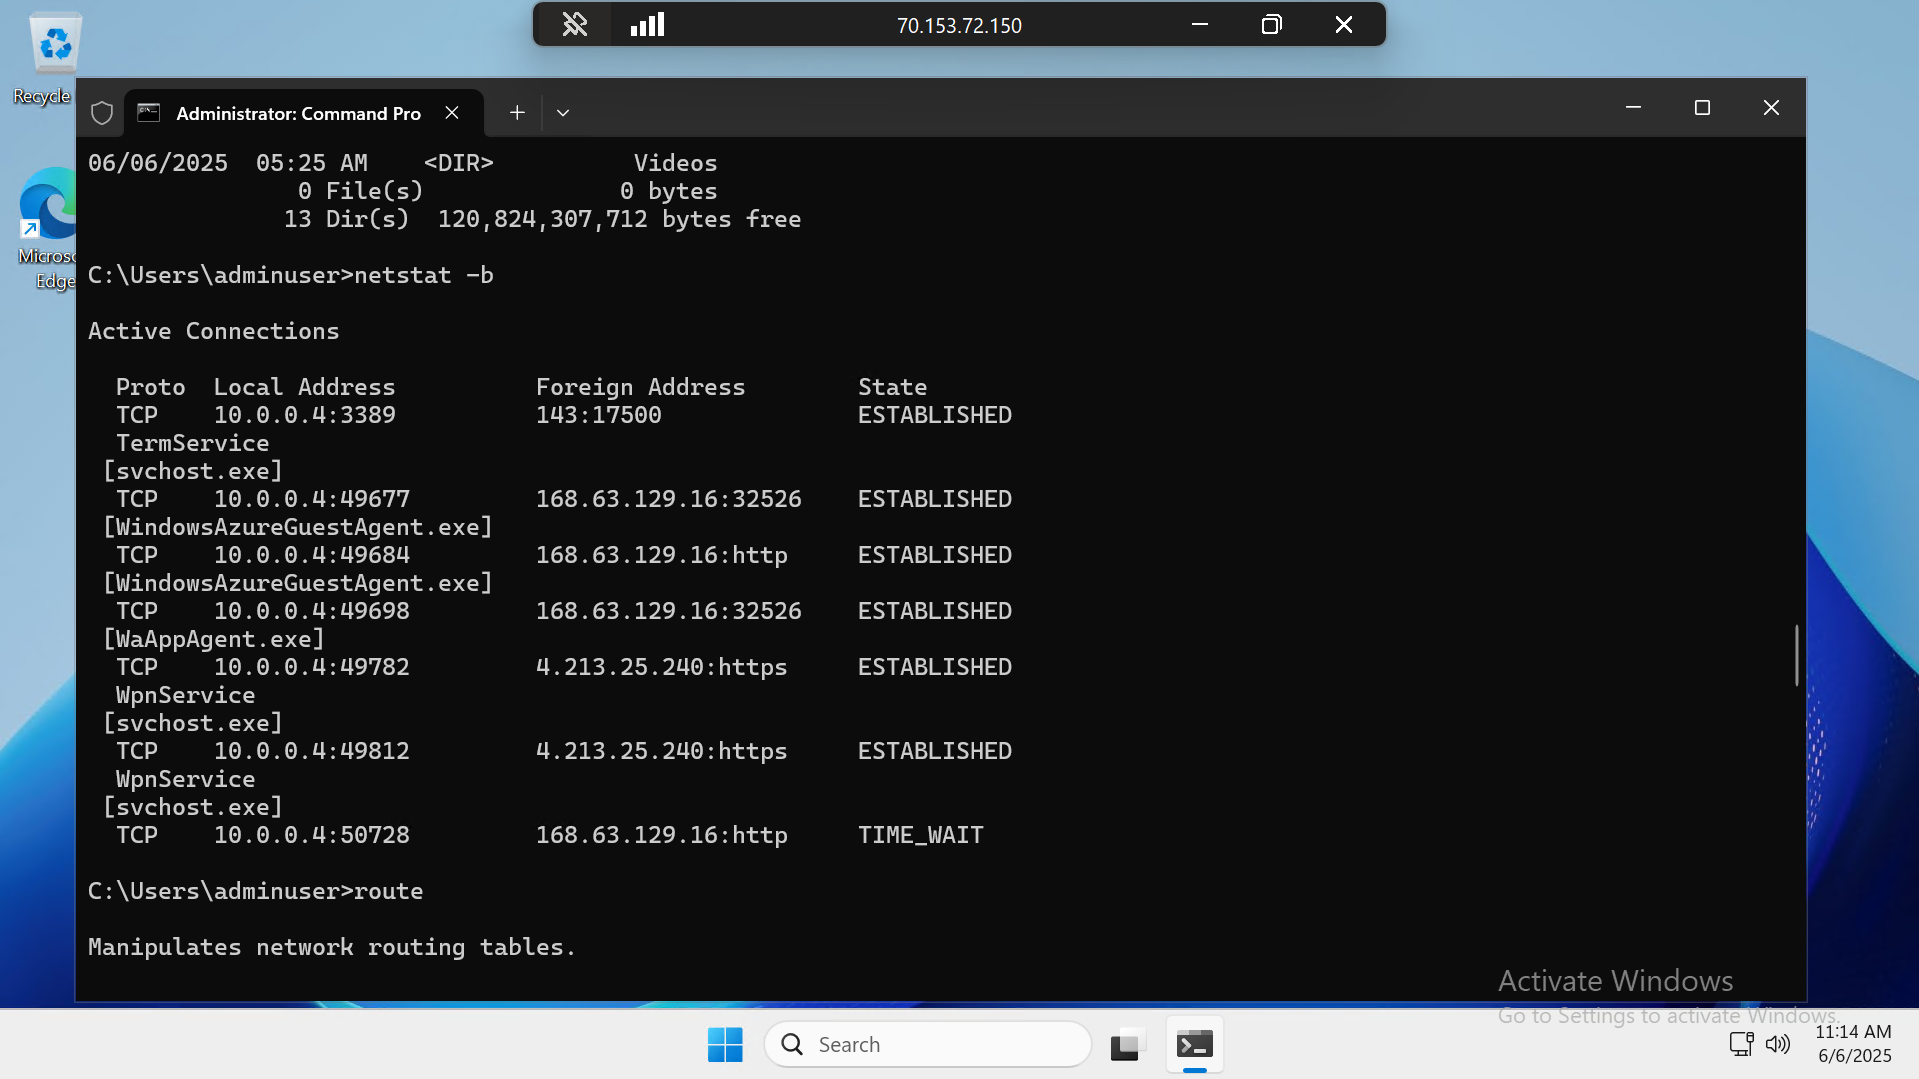 70.153.72.150
Recycle
Administrator: Command Pro
Microso
Edge
06/06/2025  05:25 AM    <DIR>          Videos
               0 File(s)              0 bytes
              13 Dir(s)  120,824,307,712 bytes free
C:\Users\adminuser>netstat -b
Active Connections
  Proto  Local Address          Foreign Address        State
  TCP    10.0.0.4:3389          143:17500              ESTABLISHED
  TermService
 [svchost.exe]
  TCP    10.0.0.4:49677         168.63.129.16:32526    ESTABLISHED
 [WindowsAzureGuestAgent.exe]
  TCP    10.0.0.4:49684         168.63.129.16:http     ESTABLISHED
 [WindowsAzureGuestAgent.exe]
  TCP    10.0.0.4:49698         168.63.129.16:32526    ESTABLISHED
 [WaAppAgent.exe]
  TCP    10.0.0.4:49782         4.213.25.240:https     ESTABLISHED
  WpnService
 [svchost.exe]
  TCP    10.0.0.4:49812         4.213.25.240:https     ESTABLISHED
  WpnService
 [svchost.exe]
  TCP    10.0.0.4:50728         168.63.129.16:http     TIME_WAIT
C:\Users\adminuser>route
Manipulates network routing tables.
Activate Windows
Go to Settings to activate Windows.
Search
11:14 AM
6/6/2025